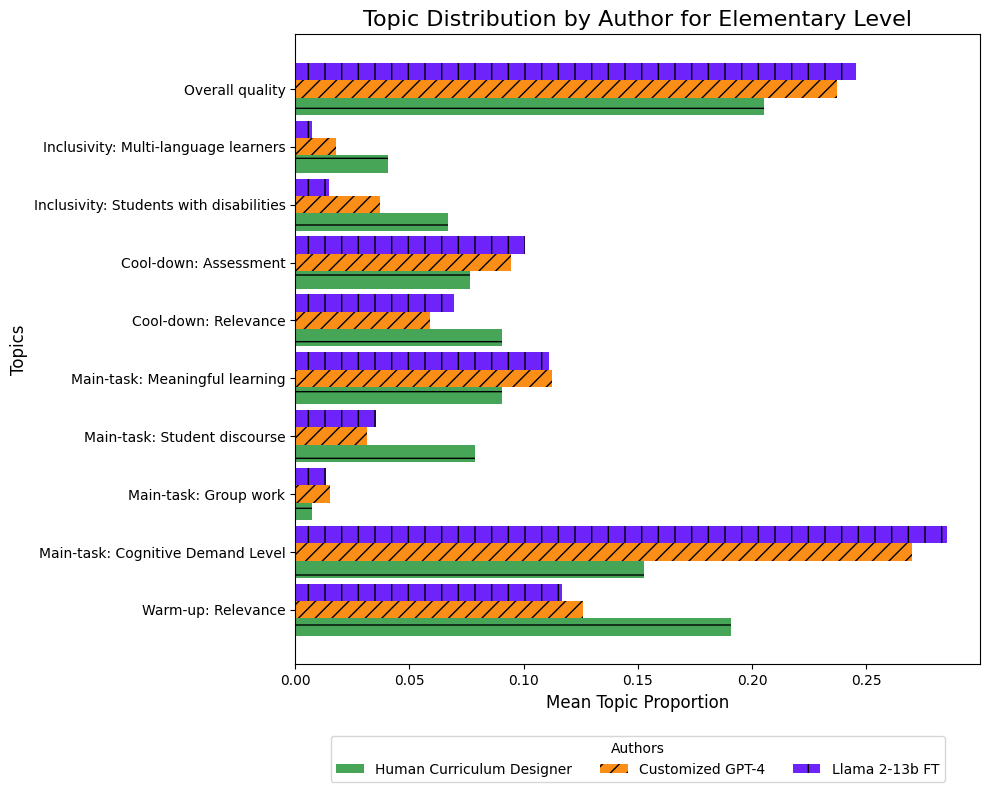 Topic Distribution by Author for Elementary Level
Overall quality
Inclusivity: Multi-language learners
Inclusivity: Students with disabilities
Cool-down: Assessment
Cool-down: Relevance
Main-task: Meaningful learning
Main-task: Student discourse
Main-task: Group work
Main-task: Cognitive Demand Level
Warm-up: Relevance
Topics
0.00 0.05 0.10 0.15 0.20 0.25
Mean Topic Proportion
Authors
Human Curriculum Designer Customized GPT-4 Llama 2-13b FT